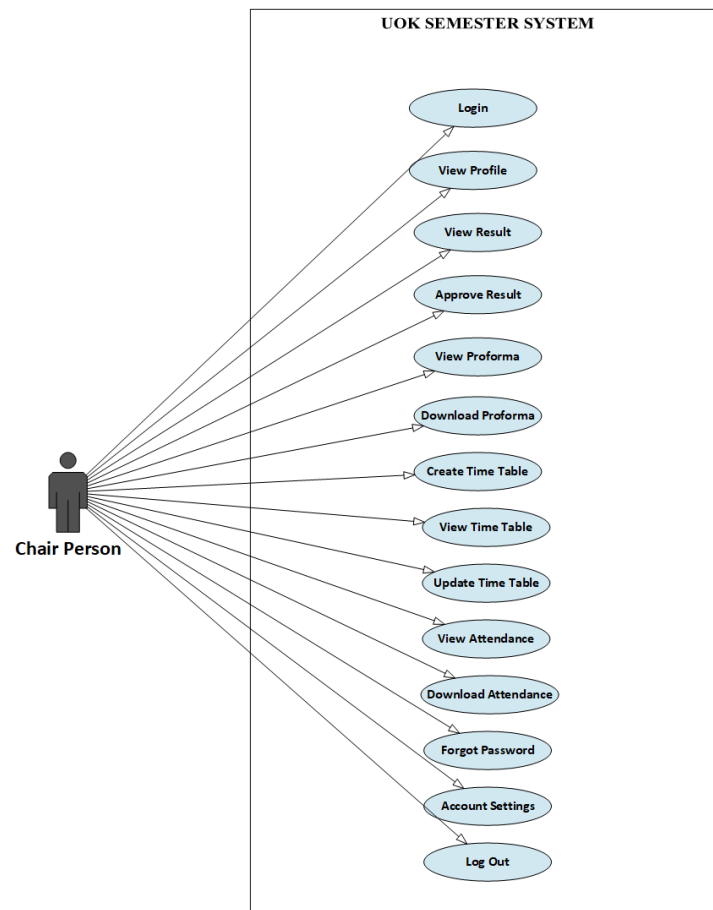 UOK SEMESTER SYSTEM
Login
View Profile
View Result
Approve Result
View Proforma
Download Proforma
Create Time Table
View Time Table
Chair Person
Update Time Table
View Attendance
Download Attendance
Forgot Password
Account Settings
Log Out